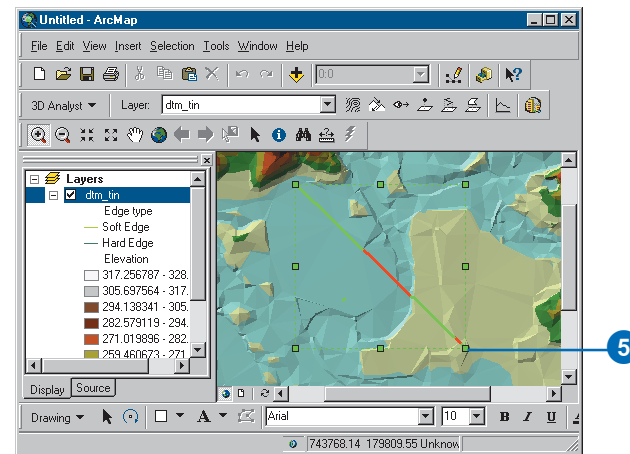 Untitled - ArcMap
File Edit View Insert Selection Tools Window Help
0:0
3D Analyst Layer: dtm_tin
Layers
dtm_tin
Edge type
Soft Edge
Hard Edge
Elevation
317.256787 - 328.
305.697564 - 317.
294.138341 - 305.
282.579119 - 294.
271.019896 - 282.
259.460673 - 271
Display Source
5
Drawing A Arial 10 B I U A
743768.14 179809.55 Unknow